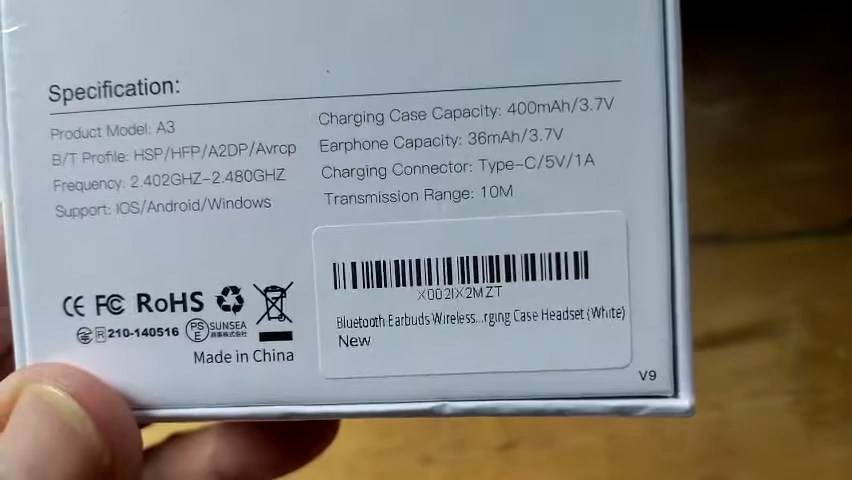 Specification:
Product Model: A3
B/T Profile: HSP/HFP/A2DP/Avrcp
Frequency: 2.402GHZ-2.480GHZ
Support: IOS/Android/Windows
Charging Case Capacity: 400mAh/3.7V
Earphone Capacity: 36mAh/3.7V
Charging Connector: Type-C/5V/1A
Transmission Range: 10M
CE FC RoHS
R 210-140516 PSE SUNSEA
Made in China
X002IX2MZT
Bluetooth Earbuds Wireless...rging Case Headset (White)
New
V9